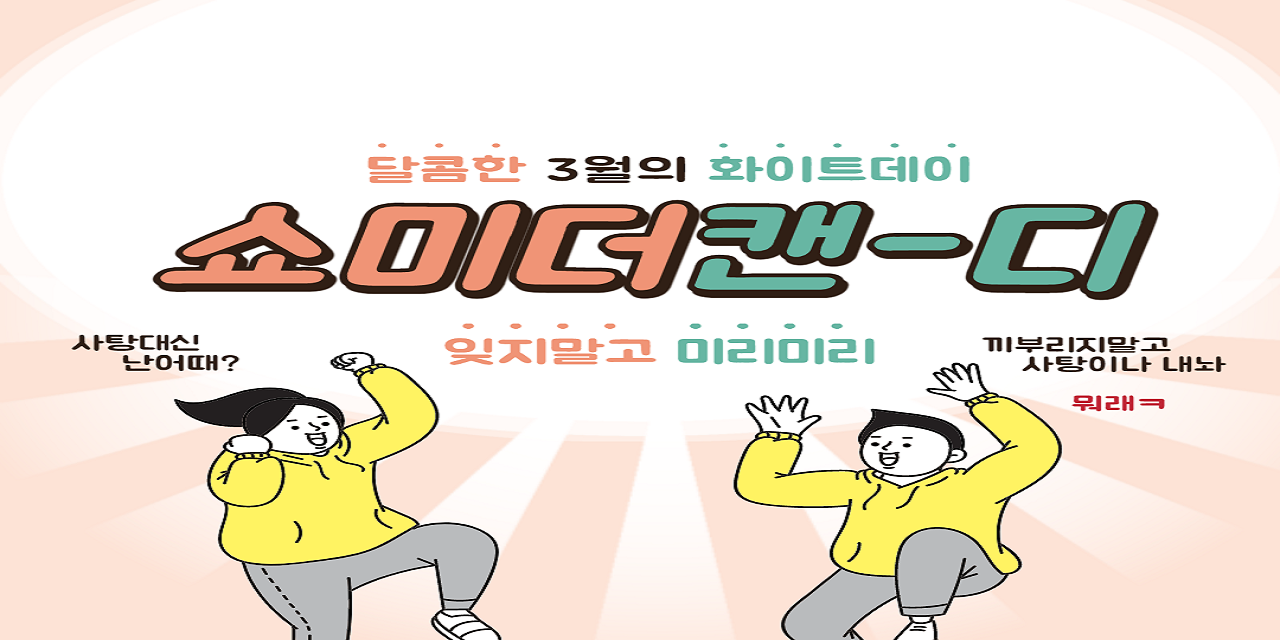 달콤한 3월의 화이트데이
쇼미더캔-디
잊지말고 미리미리
사탕대신
난어때?
끼부리지말고
사탕이나 내놔
뭐래ㅋ